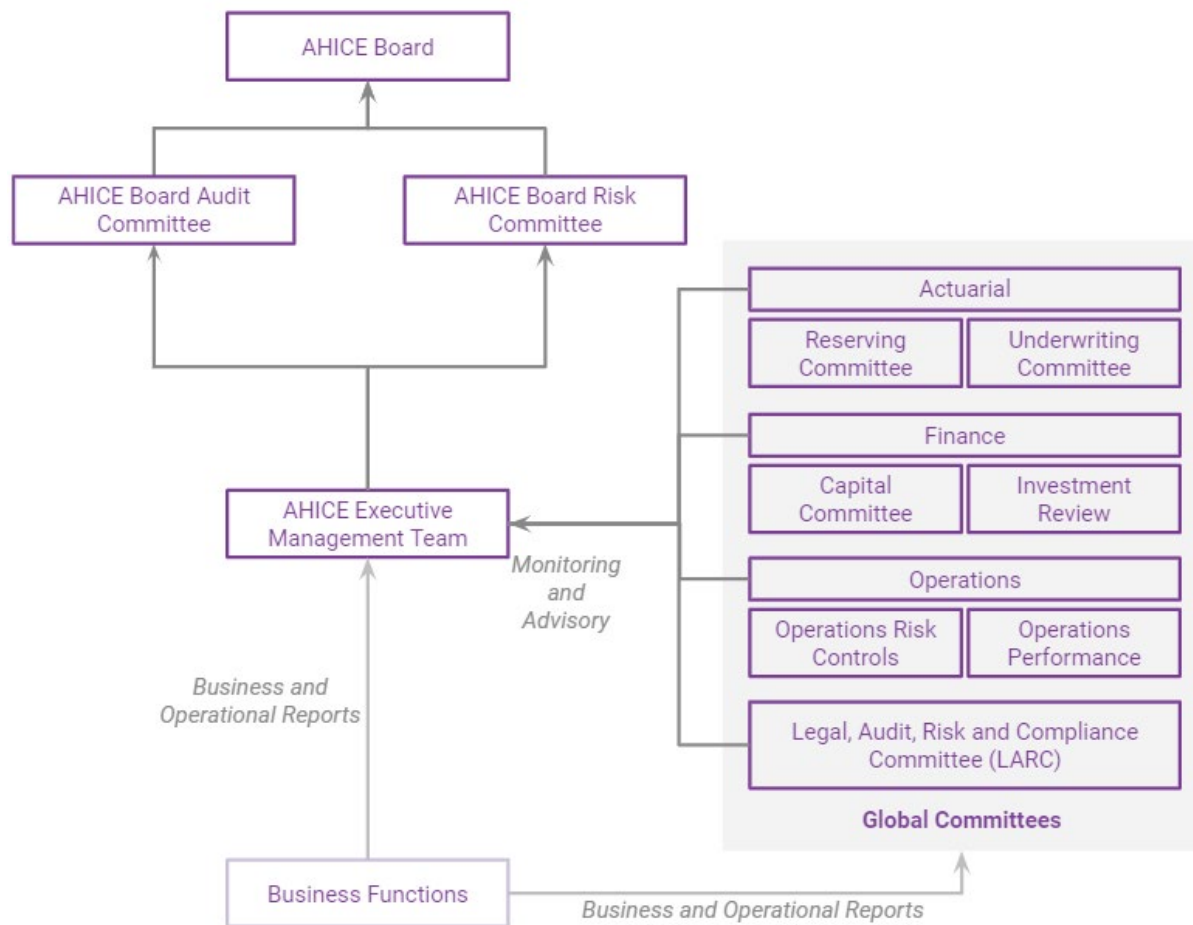 AHICE Board
AHICE Board Audit
Committee
AHICE Board Risk
Committee
Actuarial
Reserving
Committee
Underwriting
Committee
Finance
Capital
Committee
Investment
Review
AHICE Executive
Management Team
Monitoring
and
Advisory
Operations
Operations Risk
Controls
Operations
Performance
Business and
Operational Reports
Legal, Audit, Risk and Compliance
Committee (LARC)
Global Committees
Business Functions
Business and Operational Reports